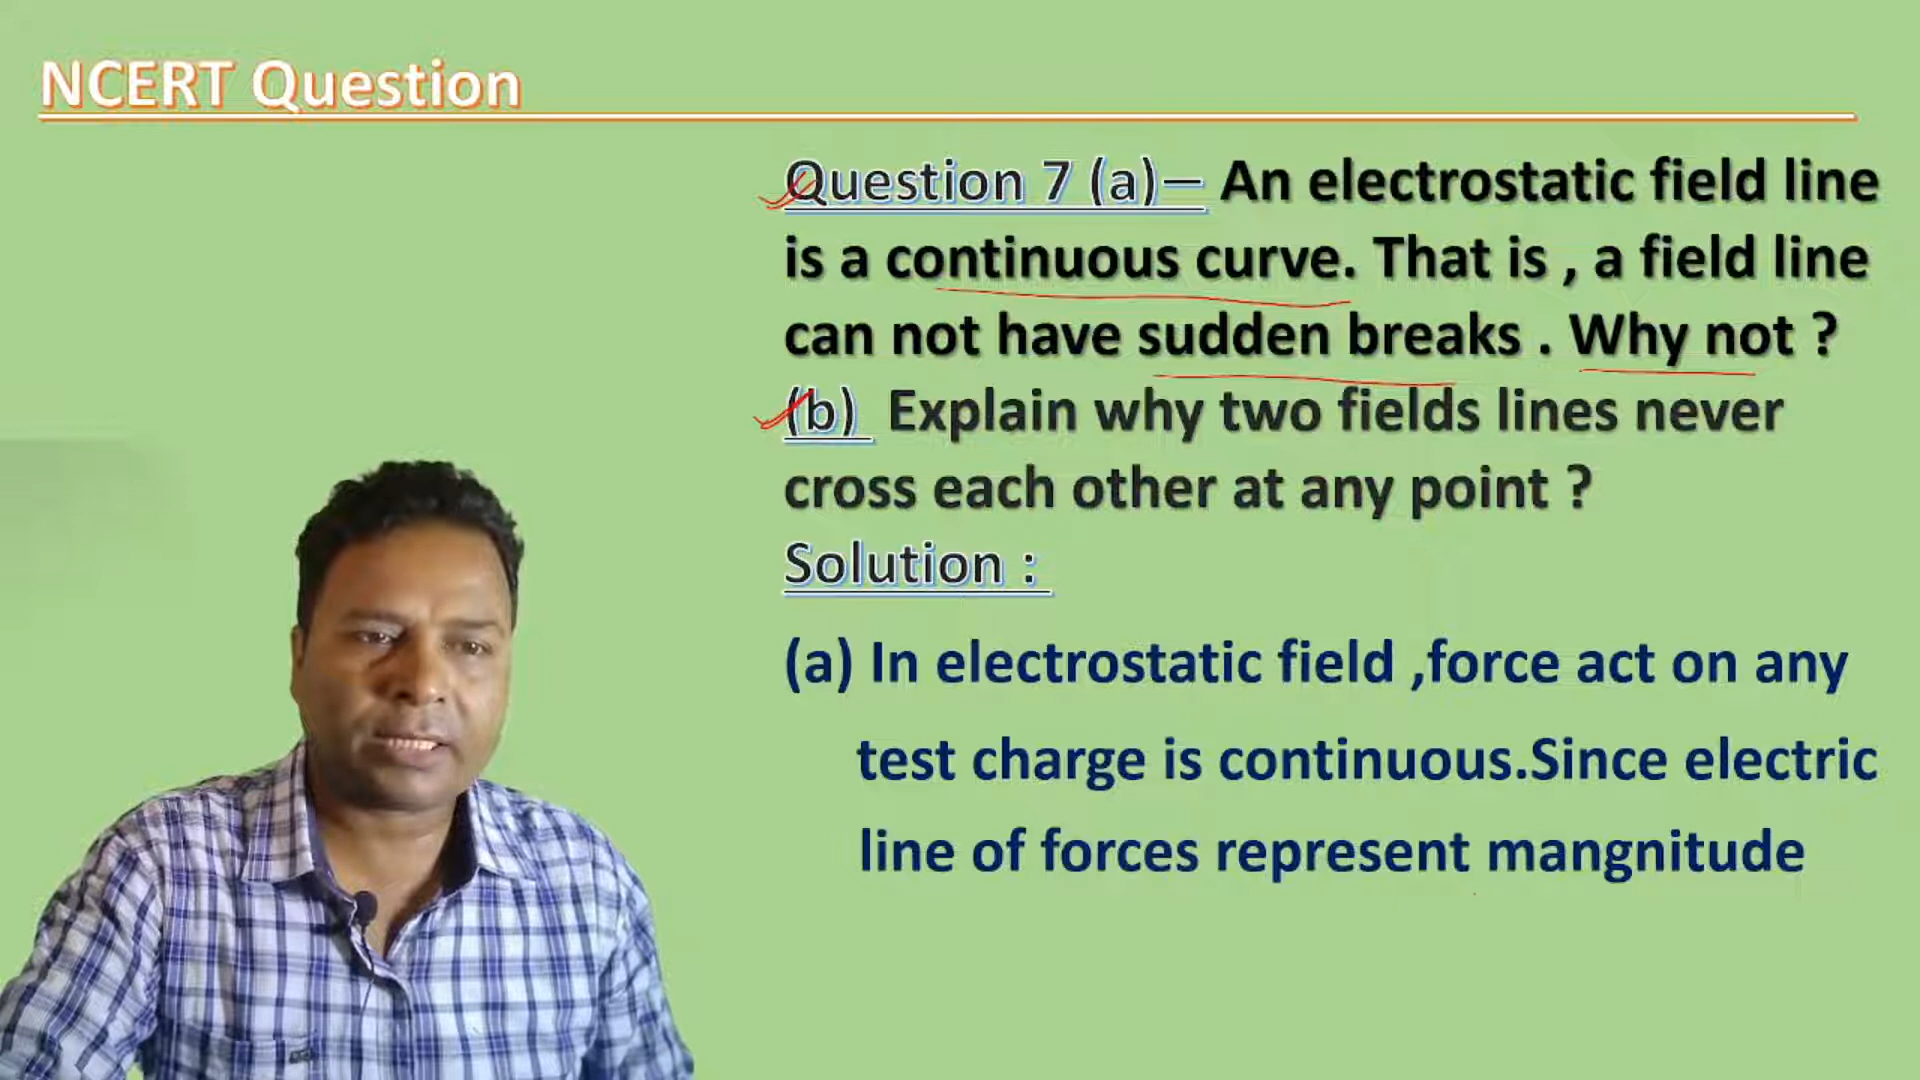 NCERT Question
Question 7 (a)— An electrostatic field line
is a continuous curve. That is , a field line
can not have sudden breaks . Why not ?
(b) Explain why two fields lines never
cross each other at any point ?
Solution :
(a) In electrostatic field ,force act on any
test charge is continuous.Since electric
line of forces represent mangnitude